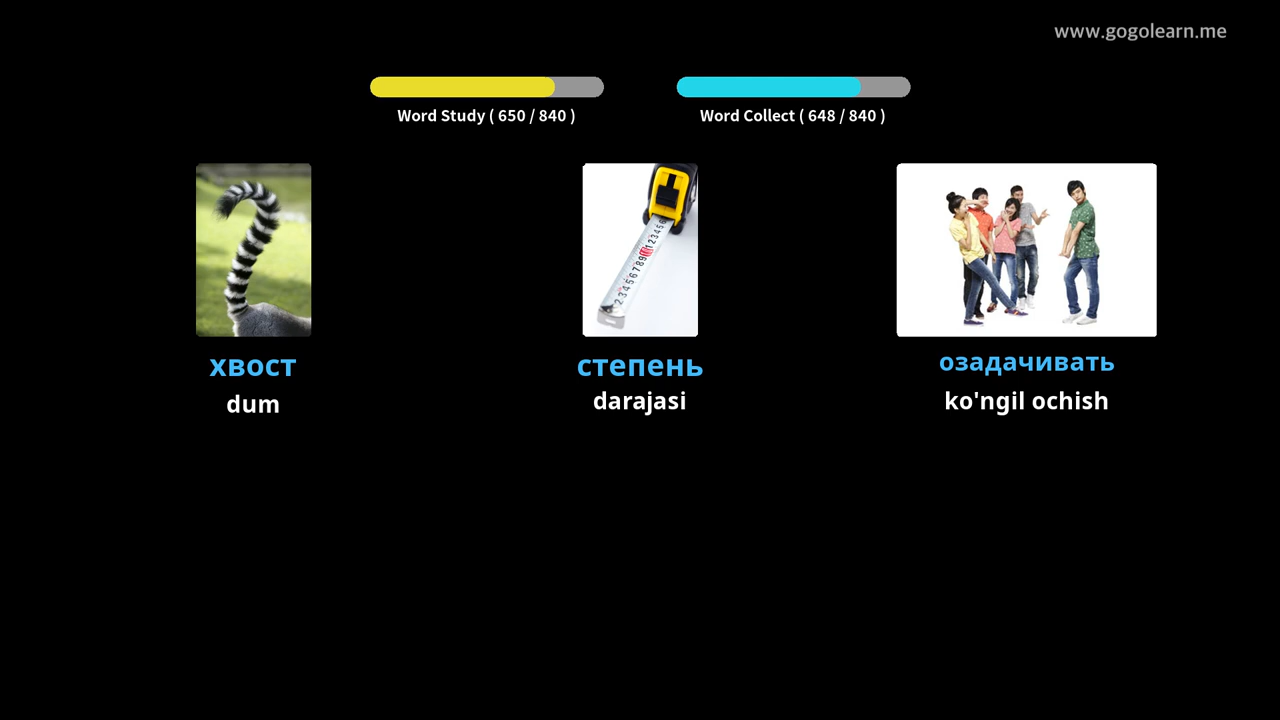 www.gogolearn.me
Word Study ( 650 / 840 )
Word Collect ( 648 / 840 )
хвост
dum
степень
darajasi
озадачивать
ko'ngil ochish